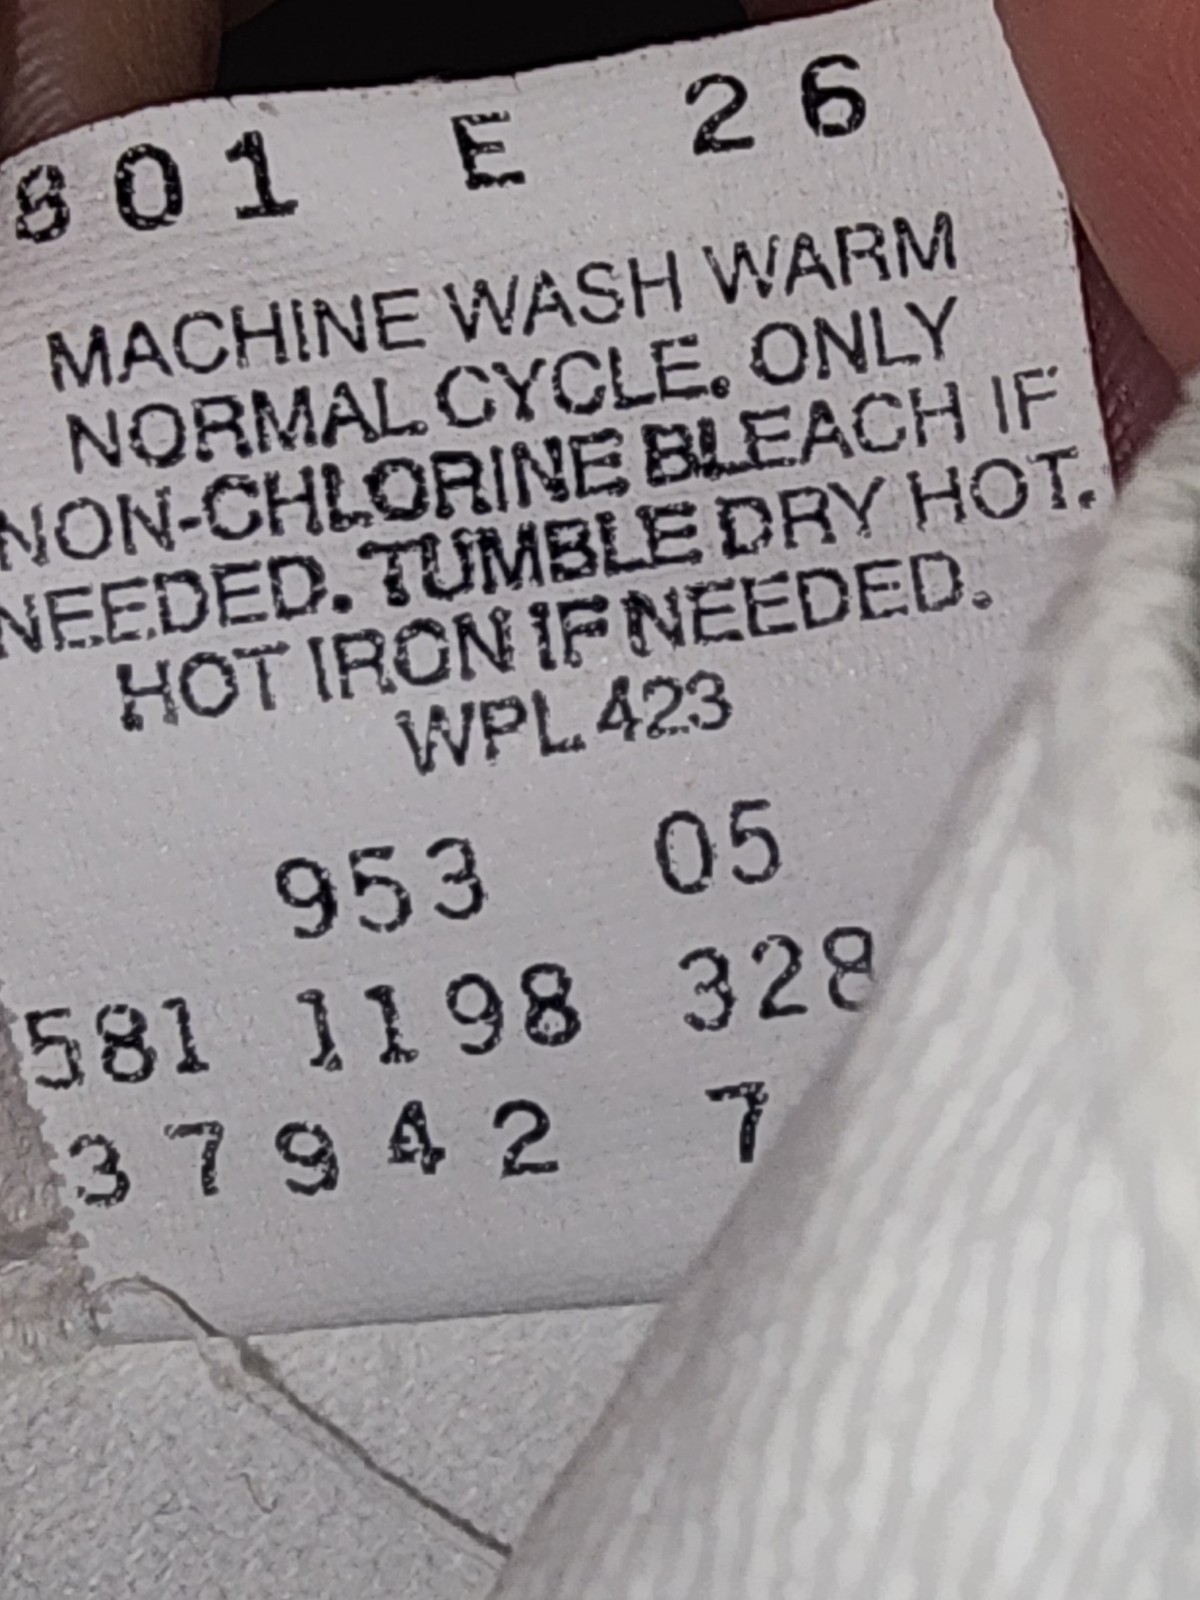 801 E 26
MACHINE WASH WARM
NORMAL CYCLE. ONLY
NON-CHLORINE BLEACH IF
NEEDED. TUMBLE DRY HOT.
HOT IRON IF NEEDED.
WPL 423
953 05
581 1198 328
37942 7